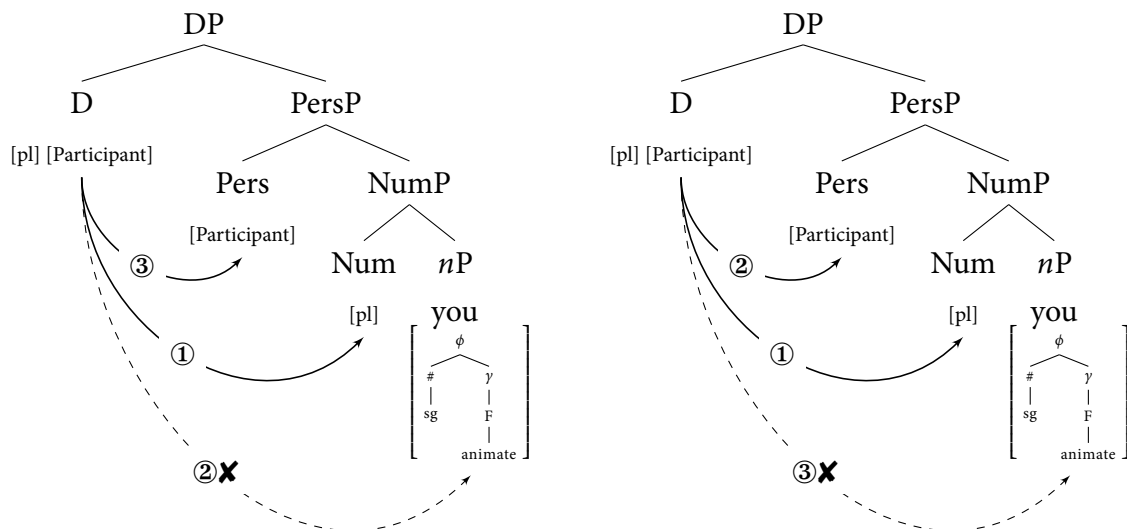 DP DP
D PersP D PersP
[pl] [Participant] [pl] [Participant]
Pers NumP Pers NumP
[Participant] [Participant]
③ Num nP ② Num nP
[pl] you [pl] you
① ϕ ① ϕ
# γ # γ
sg F sg F
animate animate
②✘ ③✘